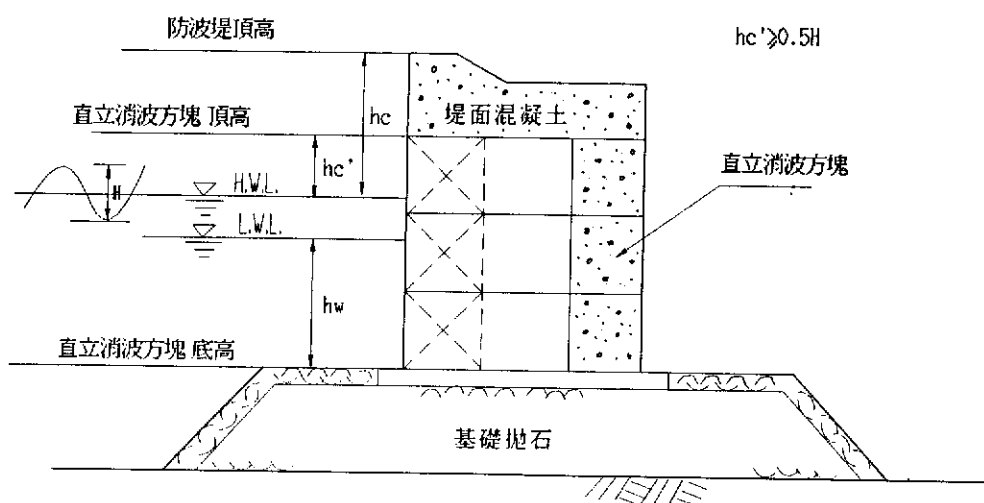 防波堤頂高
hc'≥0.5H
直立消波方塊 頂高
hc
堤面混凝土
hc'
直立消波方塊
H
H.W.L.
L.W.L.
hw
直立消波方塊 底高
基礎拋石